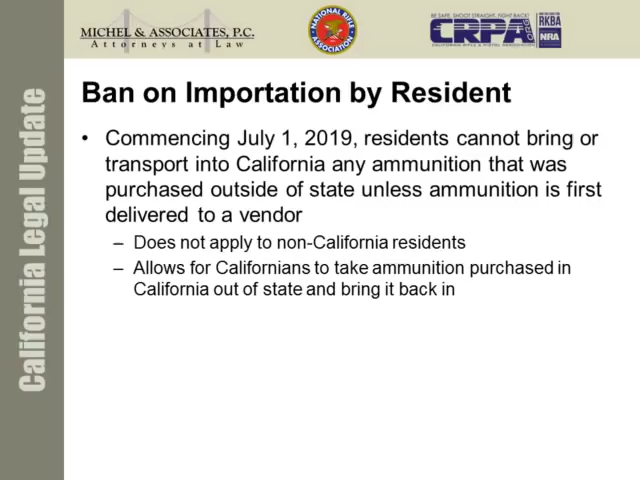 MICHEL & ASSOCIATES, P.C.
Attorneys at Law
NATIONAL RIFLE
ASSOCIATION
BE SAFE, SHOOT STRAIGHT, FIGHT BACK!
CRPA.ORG
CALIFORNIA RIFLE & PISTOL ASSOCIATION
RKBA
NRA
California Legal Update
Ban on Importation by Resident
• Commencing July 1, 2019, residents cannot bring or
transport into California any ammunition that was
purchased outside of state unless ammunition is first
delivered to a vendor
– Does not apply to non-California residents
– Allows for Californians to take ammunition purchased in
California out of state and bring it back in